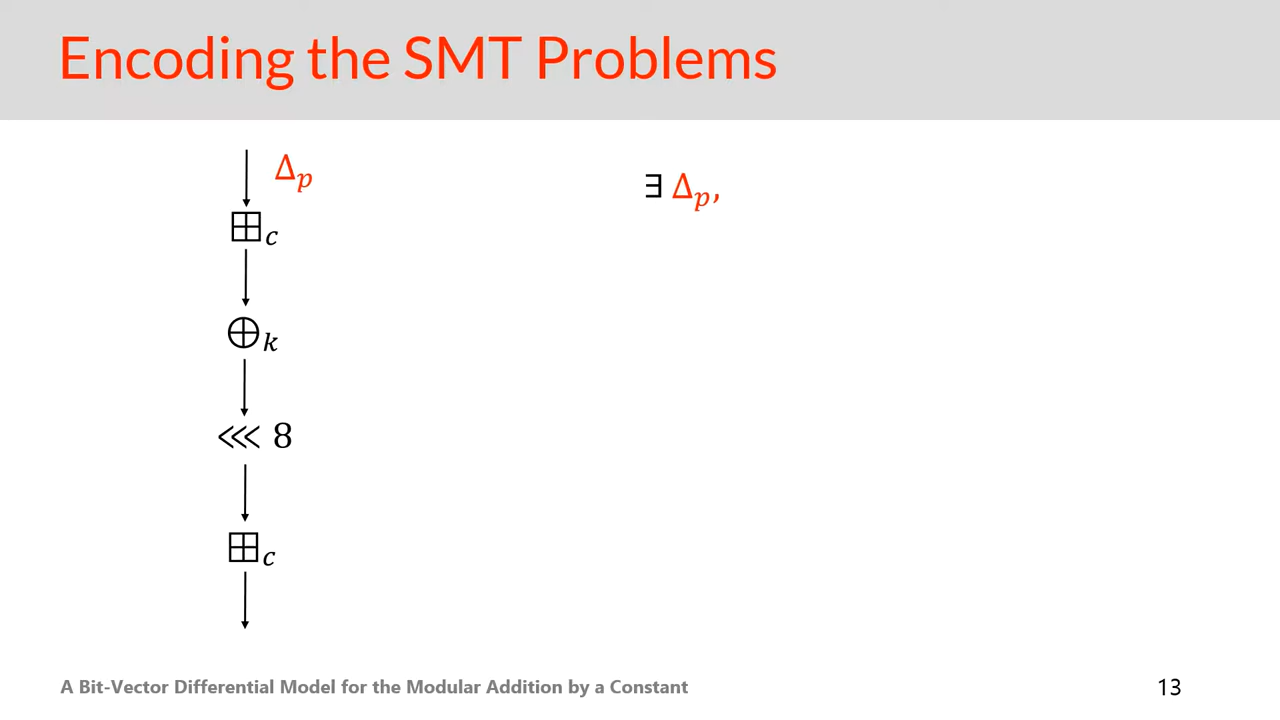 Encoding the SMT Problems
Δ_p
∃ Δ_p,
⊞_c
⊕_k
⋘ 8
⊞_c
A Bit-Vector Differential Model for the Modular Addition by a Constant
13